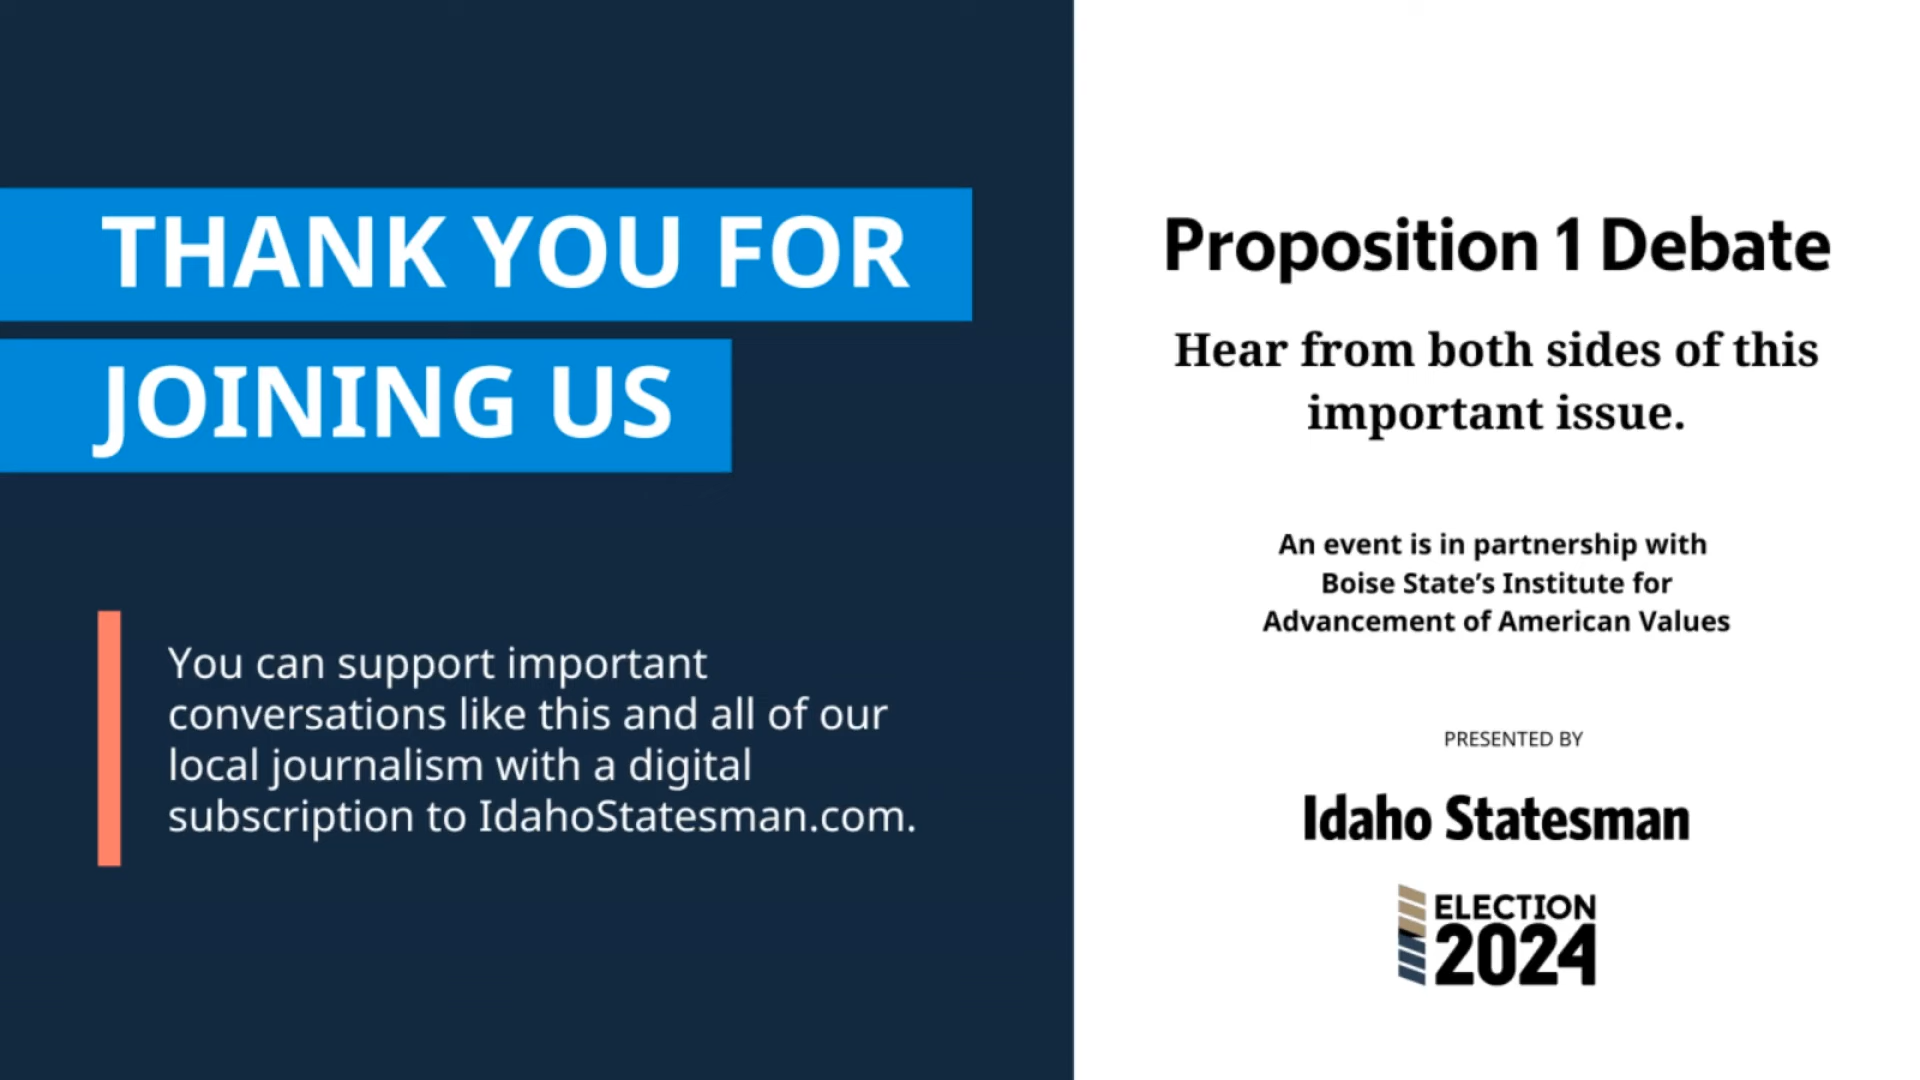 THANK YOU FOR
JOINING US
You can support important
conversations like this and all of our
local journalism with a digital
subscription to IdahoStatesman.com.
Proposition 1 Debate
Hear from both sides of this
important issue.
An event is in partnership with
Boise State’s Institute for
Advancement of American Values
PRESENTED BY
Idaho Statesman
ELECTION
2024